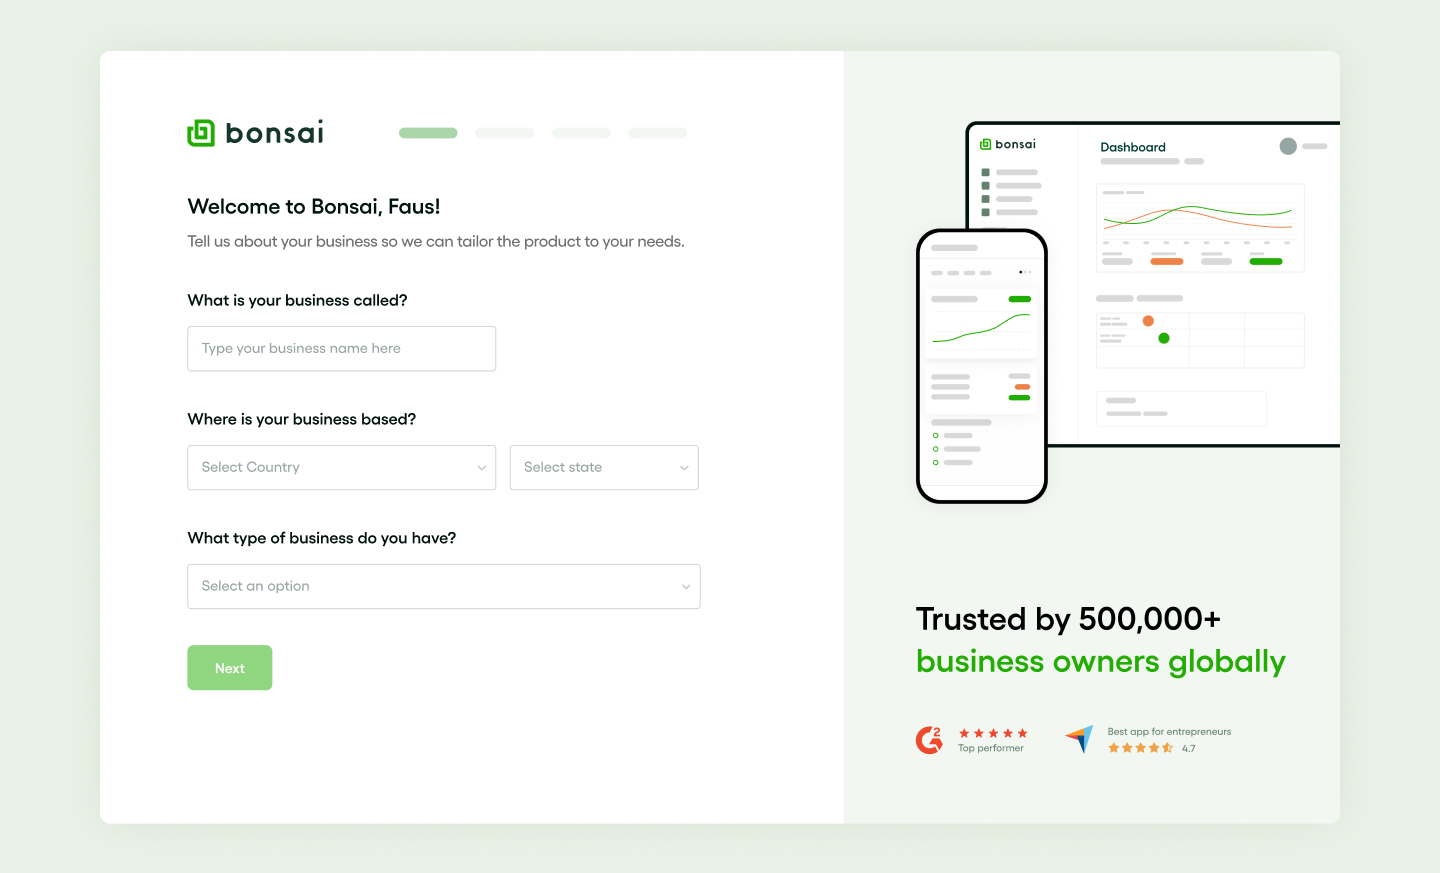 bonsai
Welcome to Bonsai, Faus!
Tell us about your business so we can tailor the product to your needs.
What is your business called?
Type your business name here
Where is your business based?
Select Country
Select state
What type of business do you have?
Select an option
Next
bonsai
Dashboard
Trusted by 500,000+
business owners globally
G2
Top performer
Best app for entrepreneurs
4.7